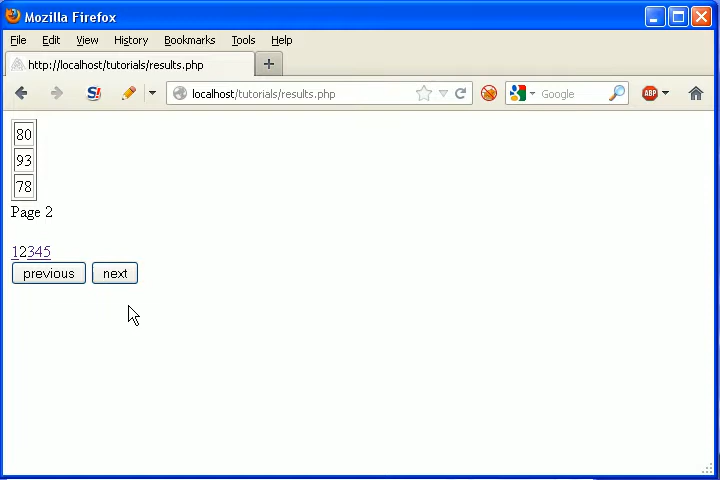 Mozilla Firefox
File Edit View History Bookmarks Tools Help
http://localhost/tutorials/results.php
localhost/tutorials/results.php Google ABP
80
93
78
Page 2
12345
previous next